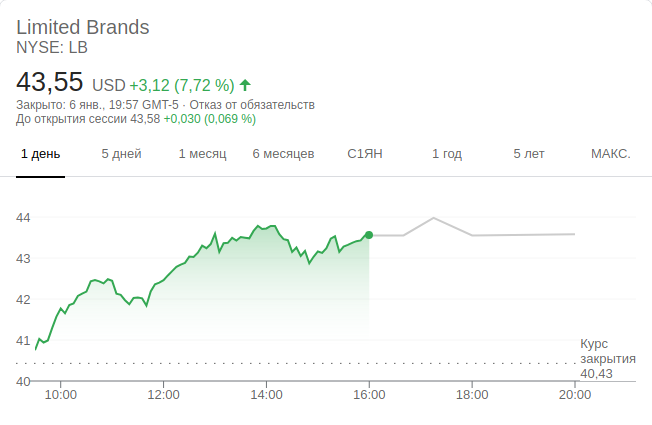 Limited Brands
NYSE: LB
43,55 USD +3,12 (7,72 %)
Закрыто: 6 янв., 19:57 GMT-5 · Отказ от обязательств
До открытия сессии 43,58 +0,030 (0,069 %)
1 день 5 дней 1 месяц 6 месяцев С1ЯН 1 год 5 лет МАКС.
44
43
42
41
40
Курс
закрытия
40,43
10:00 12:00 14:00 16:00 18:00 20:00